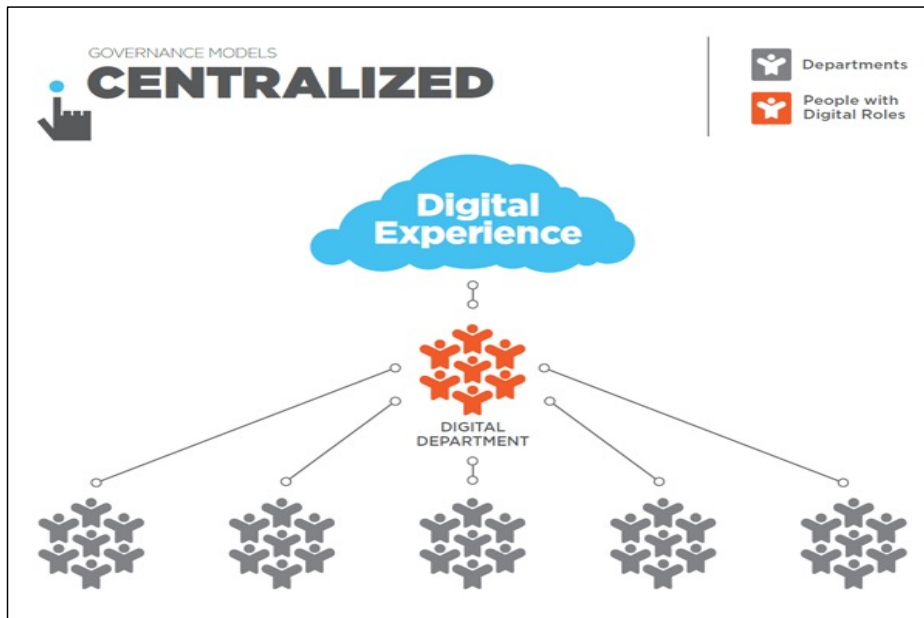 GOVERNANCE MODELS
CENTRALIZED
Departments
People with
Digital Roles
Digital
Experience
DIGITAL
DEPARTMENT